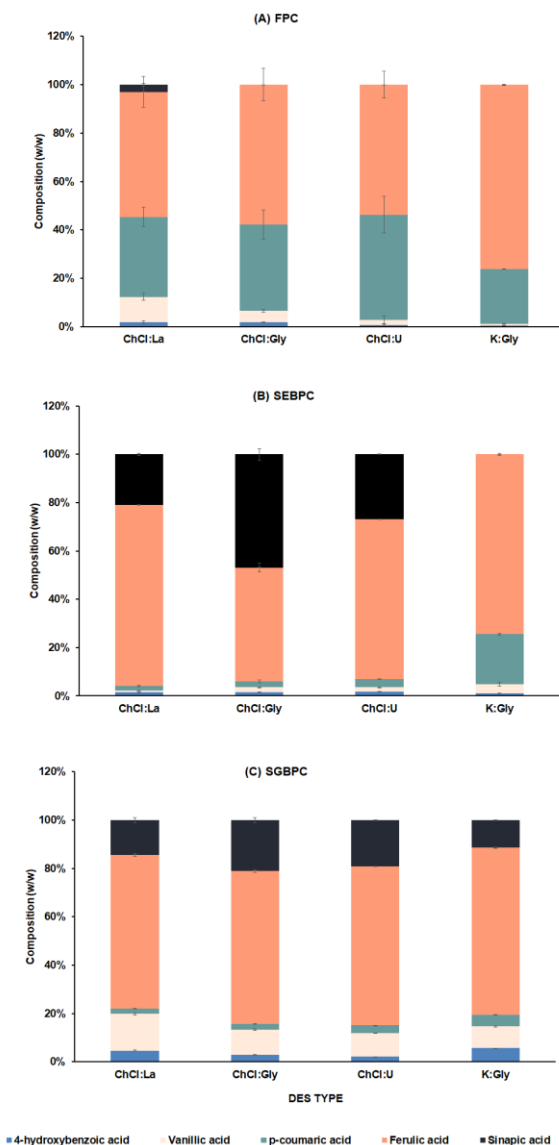 (A) FPC
120%
100%
80%
60%
40%
20%
0%
Composition (w/w)
ChCl:La ChCl:Gly ChCl:U K:Gly
(B) SEBPC
120%
100%
80%
60%
40%
20%
0%
Composition (w/w)
ChCl:La ChCl:Gly ChCl:U K:Gly
(C) SGBPC
120%
100%
80%
60%
40%
20%
0%
Composition (w/w)
ChCl:La ChCl:Gly ChCl:U K:Gly
DES TYPE
4-hydroxybenzoic acid Vanillic acid p-coumaric acid Ferulic acid Sinapic acid